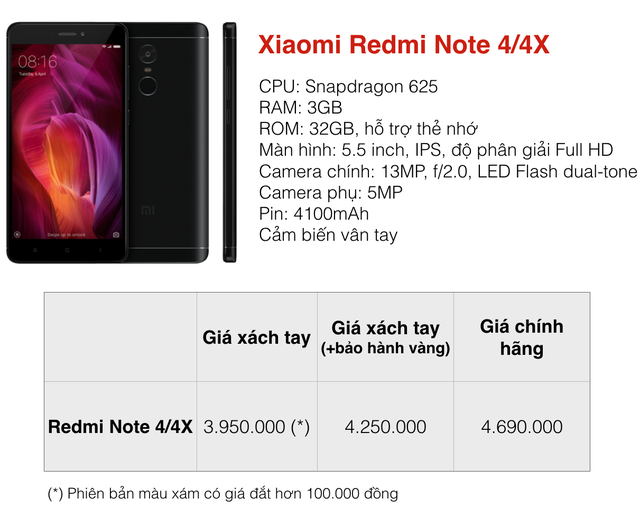 Xiaomi Redmi Note 4/4X
08:16
Tuesday, 5 April
CPU: Snapdragon 625
RAM: 3GB
ROM: 32GB, hỗ trợ thẻ nhớ
Màn hình: 5.5 inch, IPS, độ phân giải Full HD
Camera chính: 13MP, f/2.0, LED Flash dual-tone
Camera phụ: 5MP
Pin: 4100mAh
Cảm biến vân tay
mi
Swipe up to unlock
Giá xách tay
Giá xách tay
(+bảo hành vàng)
Giá chính
hãng
Redmi Note 4/4X 3.950.000 (*) 4.250.000 4.690.000
(*) Phiên bản màu xám có giá đắt hơn 100.000 đồng